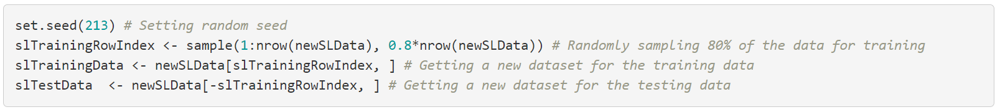 set.seed(213) # Setting random seed
slTrainingRowIndex <- sample(1:nrow(newSLData), 0.8*nrow(newSLData)) # Randomly sampling 80% of the data for training
slTrainingData <- newSLData[slTrainingRowIndex, ] # Getting a new dataset for the training data
slTestData  <- newSLData[-slTrainingRowIndex, ] # Getting a new dataset for the testing data